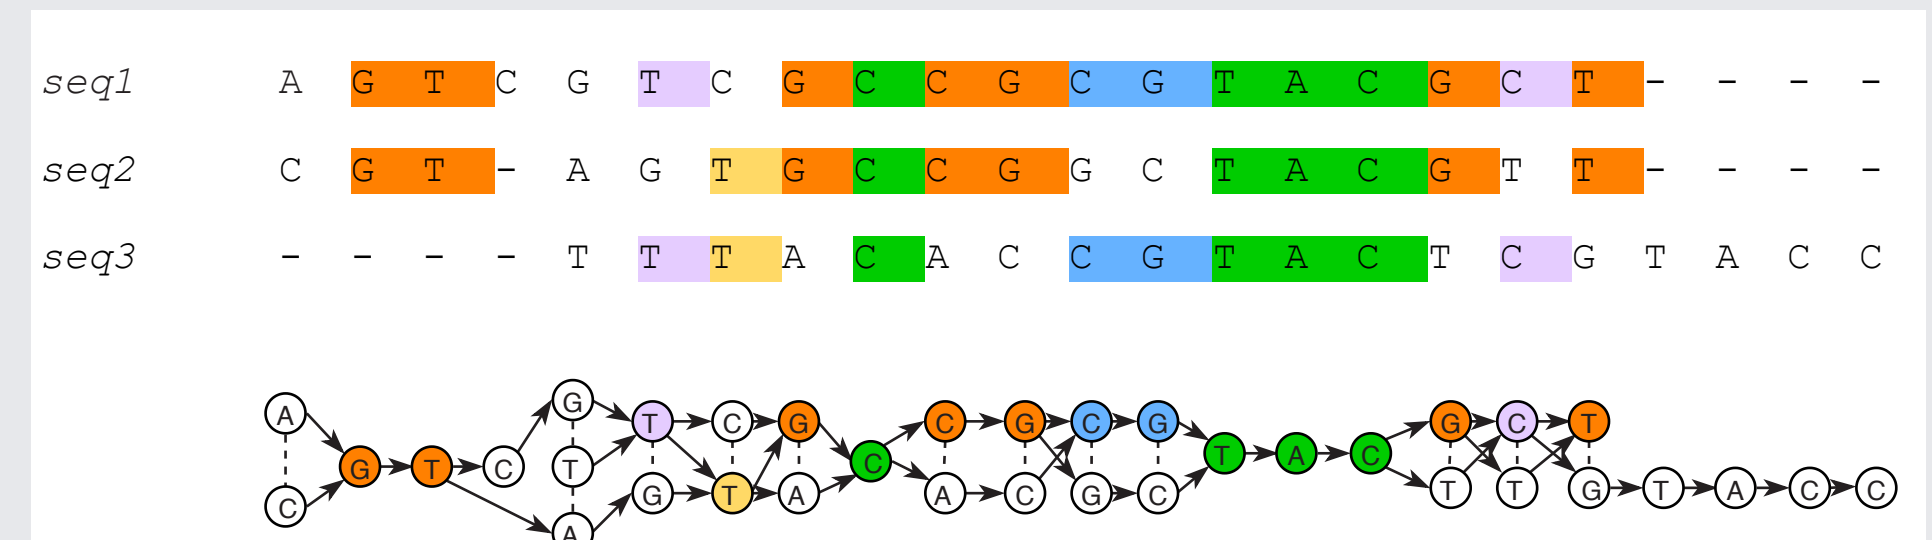 seq1 A G T C G T C G C C G C G T A C G C T - - - -
seq2 C G T - A G T G C C G G C T A C G T T - - - -
seq3 - - - - T T T A C A C C G T A C T C G T A C C
G
A T C G C G C G G C T
G T C T C T A C
C G T A A C G C T T G T A C C
A